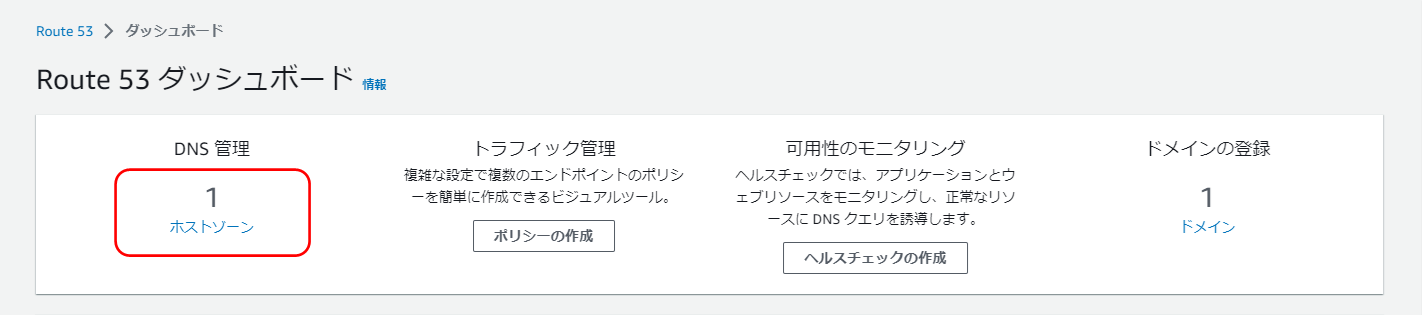 Route 53 > ダッシュボード
Route 53 ダッシュボード 情報
DNS 管理
1
ホストゾーン
トラフィック管理
複雑な設定で複数のエンドポイントのポリシ
ーを簡単に作成できるビジュアルツール。
ポリシーの作成
可用性のモニタリング
ヘルスチェックでは、アプリケーションとウ
ェブリソースをモニタリングし、正常なリソ
ースに DNS クエリを誘導します。
ヘルスチェックの作成
ドメインの登録
1
ドメイン